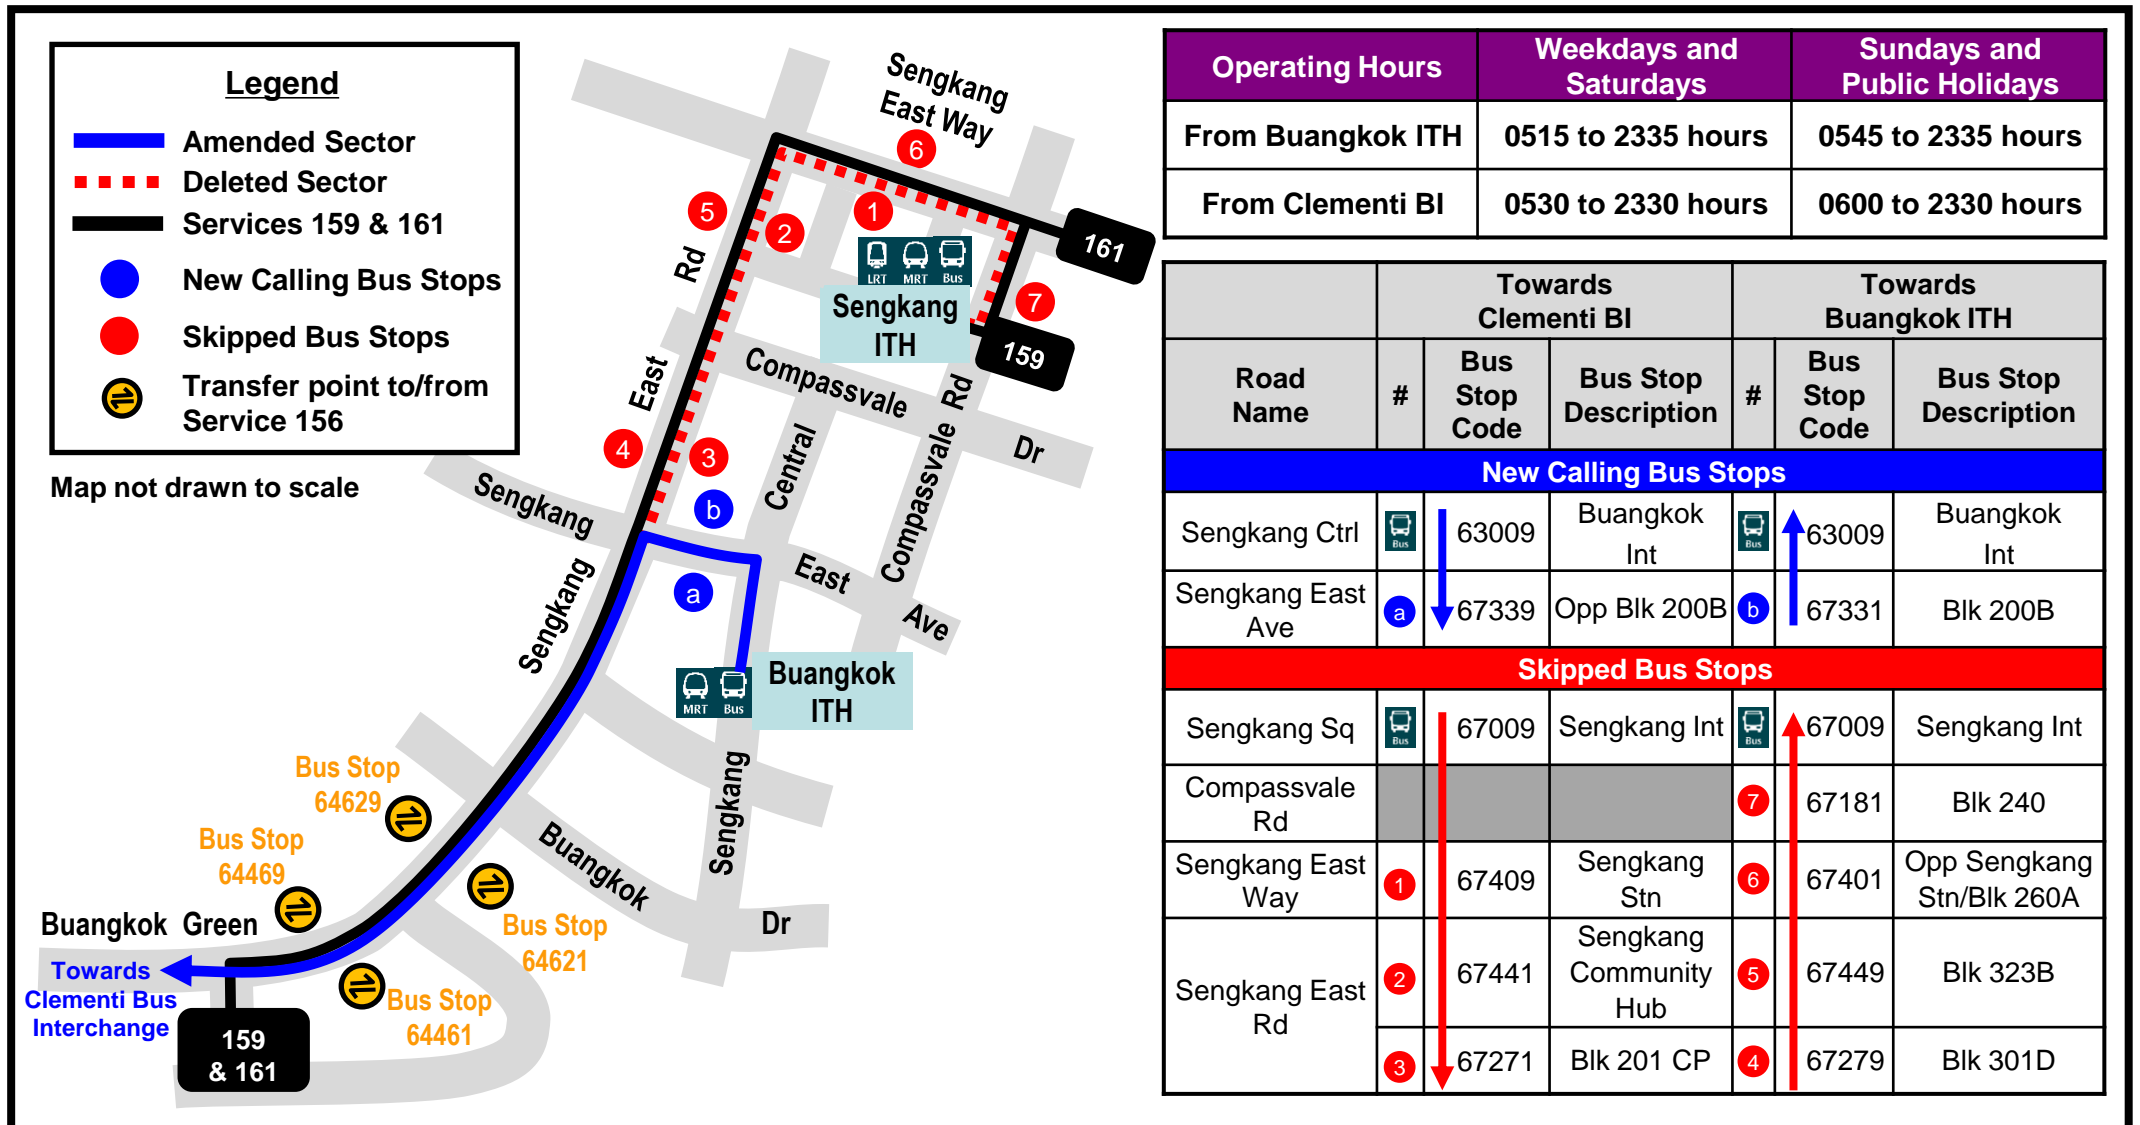 Legend
Amended Sector
Deleted Sector
Services 159 & 161
New Calling Bus Stops
Skipped Bus Stops
Transfer point to/from
Service 156
Map not drawn to scale
Sengkang
East Way
6
5
1
2
161
Rd
LRT MRT Bus
Sengkang
ITH
7
159
East
Compassvale
Dr
Compassvale Rd
4
3
Central
Sengkang
b
East
Ave
a
Sengkang
MRT Bus
Buangkok
ITH
Sengkang
Bus Stop
64629
Bus Stop
64469
Buangkok
Dr
Bus Stop
64621
Buangkok Green
Towards
Clementi Bus
Interchange
Bus Stop
64461
159
& 161
Operating Hours
Weekdays and
Saturdays
Sundays and
Public Holidays
From Buangkok ITH 0515 to 2335 hours 0545 to 2335 hours
From Clementi BI 0530 to 2330 hours 0600 to 2330 hours
Towards
Clementi BI
Towards
Buangkok ITH
Road
Name
#
Bus
Stop
Code
Bus Stop
Description
#
Bus
Stop
Code
Bus Stop
Description
New Calling Bus Stops
Sengkang Ctrl
Bus
63009
Buangkok
Int
Bus
63009
Buangkok
Int
Sengkang East
Ave
a
67339
Opp Blk 200B
b
67331
Blk 200B
Skipped Bus Stops
Sengkang Sq
Bus
67009
Sengkang Int
Bus
67009
Sengkang Int
Compassvale
Rd
7
67181
Blk 240
Sengkang East
Way
1
67409
Sengkang
Stn
6
67401
Opp Sengkang
Stn/Blk 260A
Sengkang East
Rd
2
67441
Sengkang
Community
Hub
5
67449
Blk 323B
3
67271
Blk 201 CP
4
67279
Blk 301D